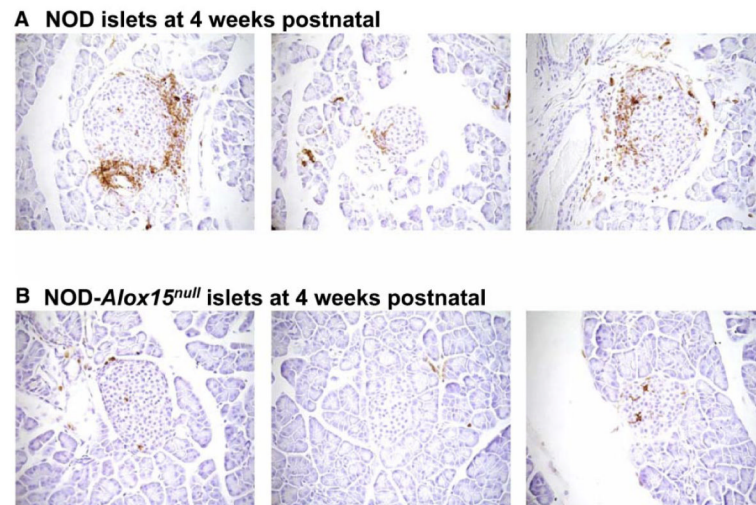 A NOD islets at 4 weeks postnatal
B NOD-Alox15null islets at 4 weeks postnatal